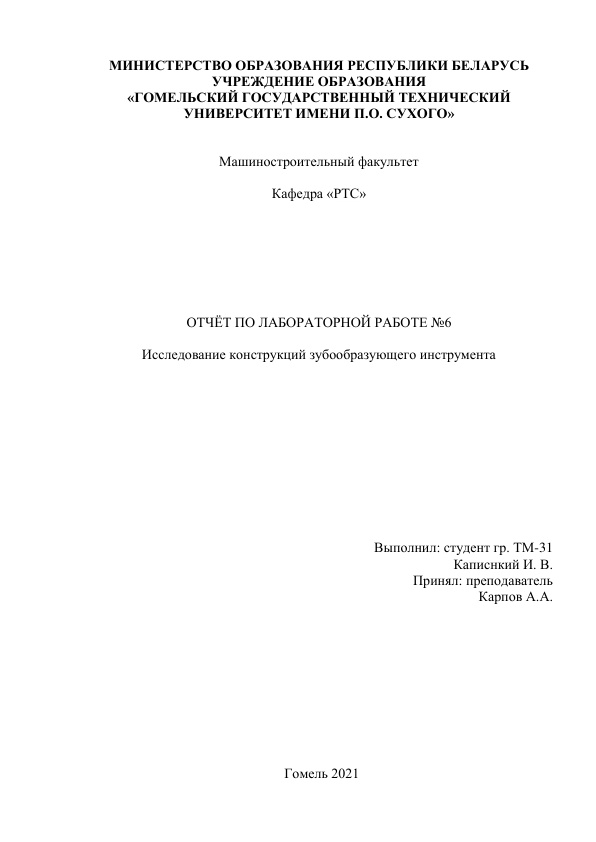 МИНИСТЕРСТВО ОБРАЗОВАНИЯ РЕСПУБЛИКИ БЕЛАРУСЬ
УЧРЕЖДЕНИЕ ОБРАЗОВАНИЯ
«ГОМЕЛЬСКИЙ ГОСУДАРСТВЕННЫЙ ТЕХНИЧЕСКИЙ
УНИВЕРСИТЕТ ИМЕНИ П.О. СУХОГО»
Машиностроительный факультет
Кафедра «РТС»
ОТЧЁТ ПО ЛАБОРАТОРНОЙ РАБОТЕ №6
Исследование конструкций зубообразующего инструмента
Выполнил: студент гр. ТМ-31
Каписнкий И. В.
Принял: преподаватель
Карпов А.А.
Гомель 2021